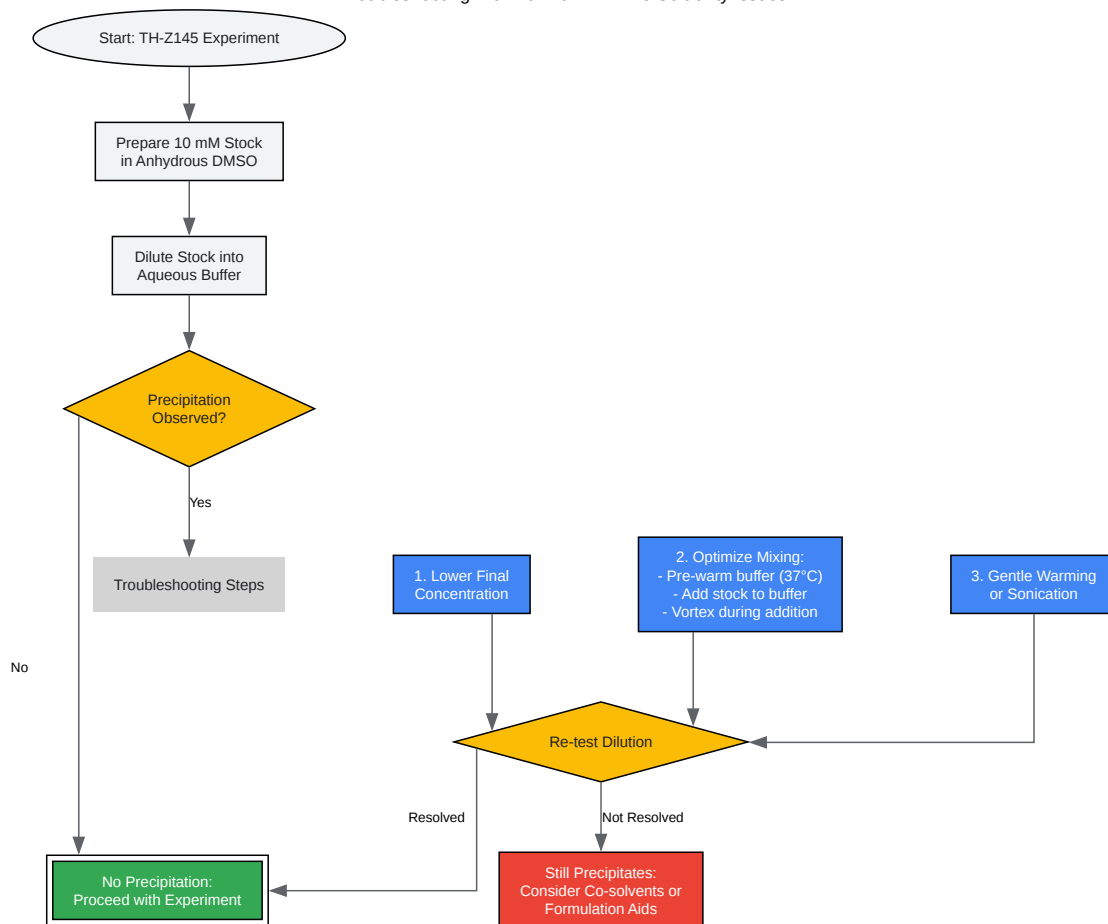 Start: TH-Z145 Experiment
Prepare 10 mM Stock
in Anhydrous DMSO
Dilute Stock into
Aqueous Buffer
Precipitation
Observed?
Yes
Troubleshooting Steps
1. Lower Final
Concentration
2. Optimize Mixing:
- Pre-warm buffer (37°C)
- Add stock to buffer
- Vortex during addition
3. Gentle Warming
or Sonication
No
Re-test Dilution
Resolved
Not Resolved
No Precipitation:
Proceed with Experiment
Still Precipitates:
Consider Co-solvents or
Formulation Aids